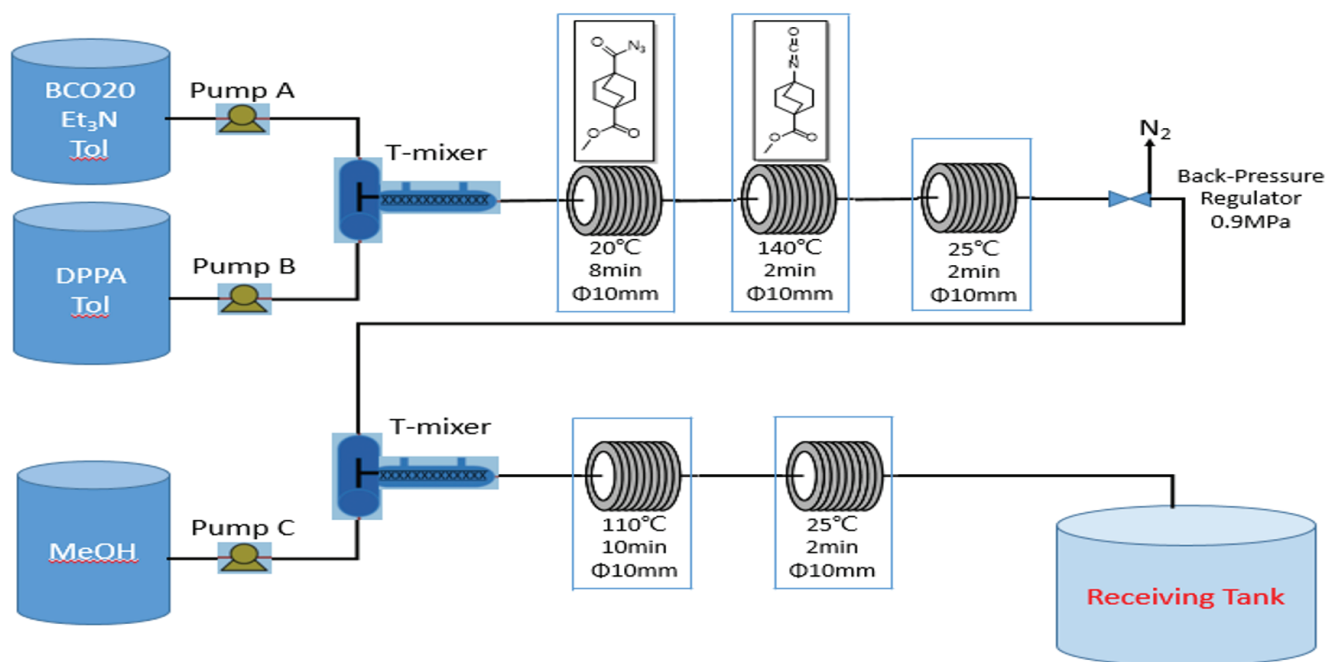 BCO20
Et₃N
Tol
Pump A
T-mixer
DPPA
Tol
Pump B
O
N₃
O
O
O
C
N
O
O
20℃
8min
Φ10mm
140℃
2min
Φ10mm
25℃
2min
Φ10mm
N₂
Back-Pressure
Regulator
0.9MPa
MeOH
Pump C
T-mixer
110℃
10min
Φ10mm
25℃
2min
Φ10mm
Receiving Tank